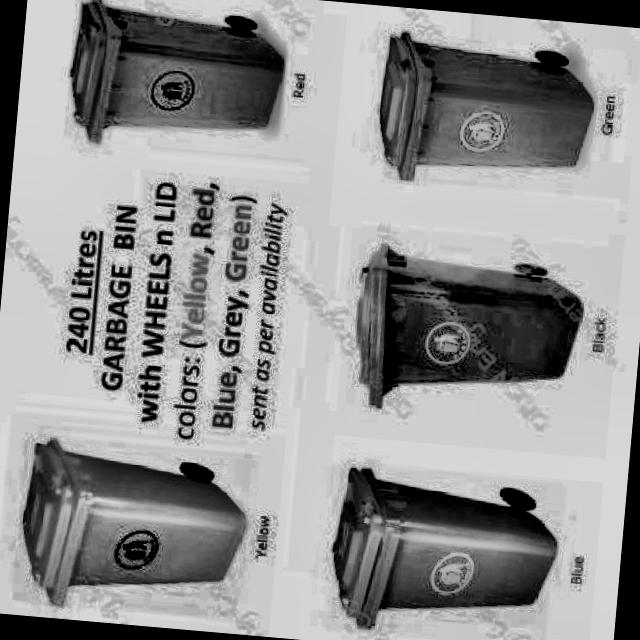 240 Litres
GARBAGE BIN
with WHEELS n LID
colors: (Yellow, Red,
Blue, Grey, Green)
sent as per availability
Red
Green
Black
Yellow
Blue